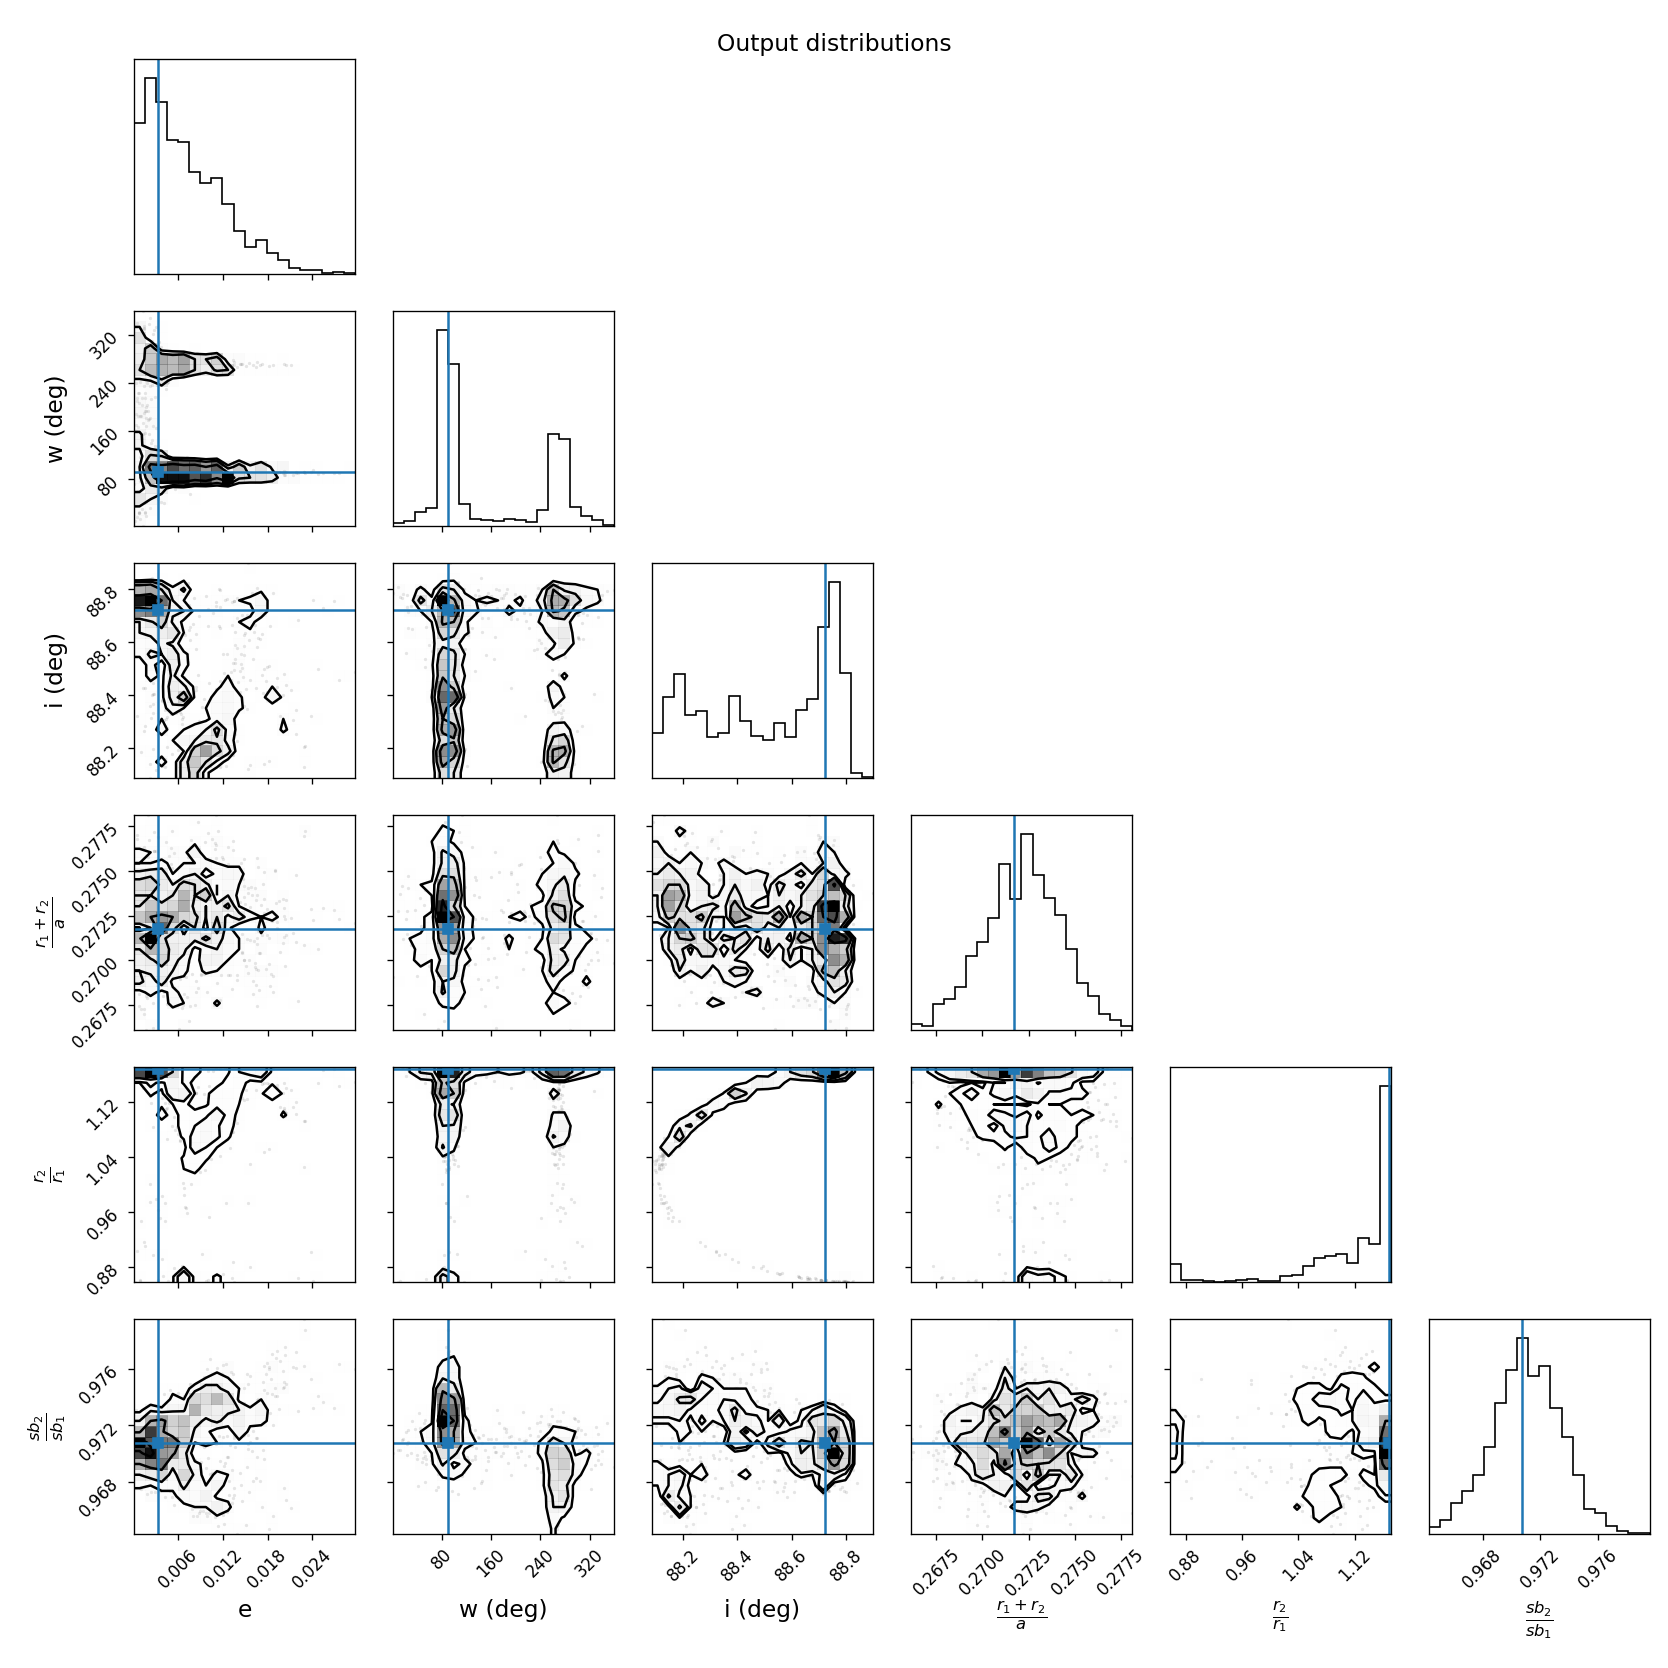 Output distributions
w (deg)
320
240
160
80
i (deg)
88.8
88.6
88.4
88.2
r₁ + r₂
a
0.2775
0.2750
0.2725
0.2700
0.2675
r₂
r₁
1.12
1.04
0.96
0.88
sb₂
sb₁
0.976
0.972
0.968
0.006 0.012 0.018 0.024
80 160 240 320
88.2 88.4 88.6 88.8
0.2675 0.2700 0.2725 0.2750 0.2775
0.88 0.96 1.04 1.12
0.968 0.972 0.976
e
w (deg)
i (deg)
r₁ + r₂
a
r₂
r₁
sb₂
sb₁